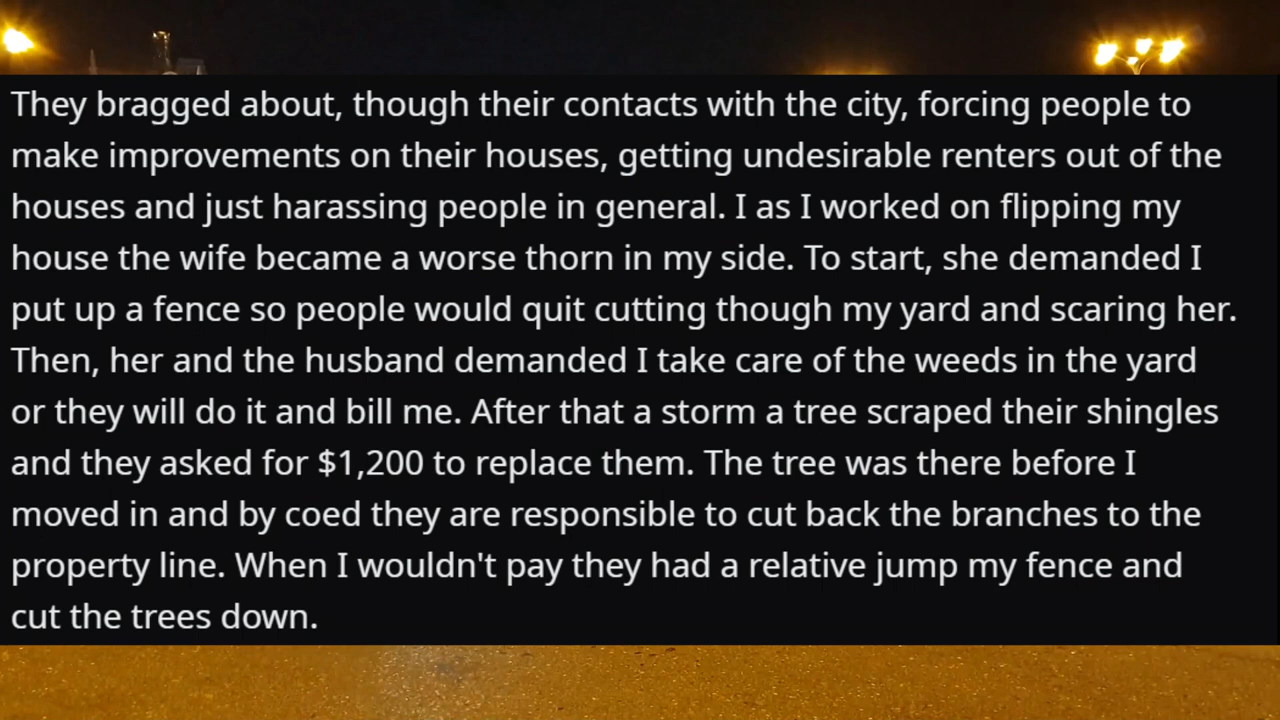 They bragged about, though their contacts with the city, forcing people to
make improvements on their houses, getting undesirable renters out of the
houses and just harassing people in general. I as I worked on flipping my
house the wife became a worse thorn in my side. To start, she demanded I
put up a fence so people would quit cutting though my yard and scaring her.
Then, her and the husband demanded I take care of the weeds in the yard
or they will do it and bill me. After that a storm a tree scraped their shingles
and they asked for $1,200 to replace them. The tree was there before I
moved in and by coed they are responsible to cut back the branches to the
property line. When I wouldn't pay they had a relative jump my fence and
cut the trees down.